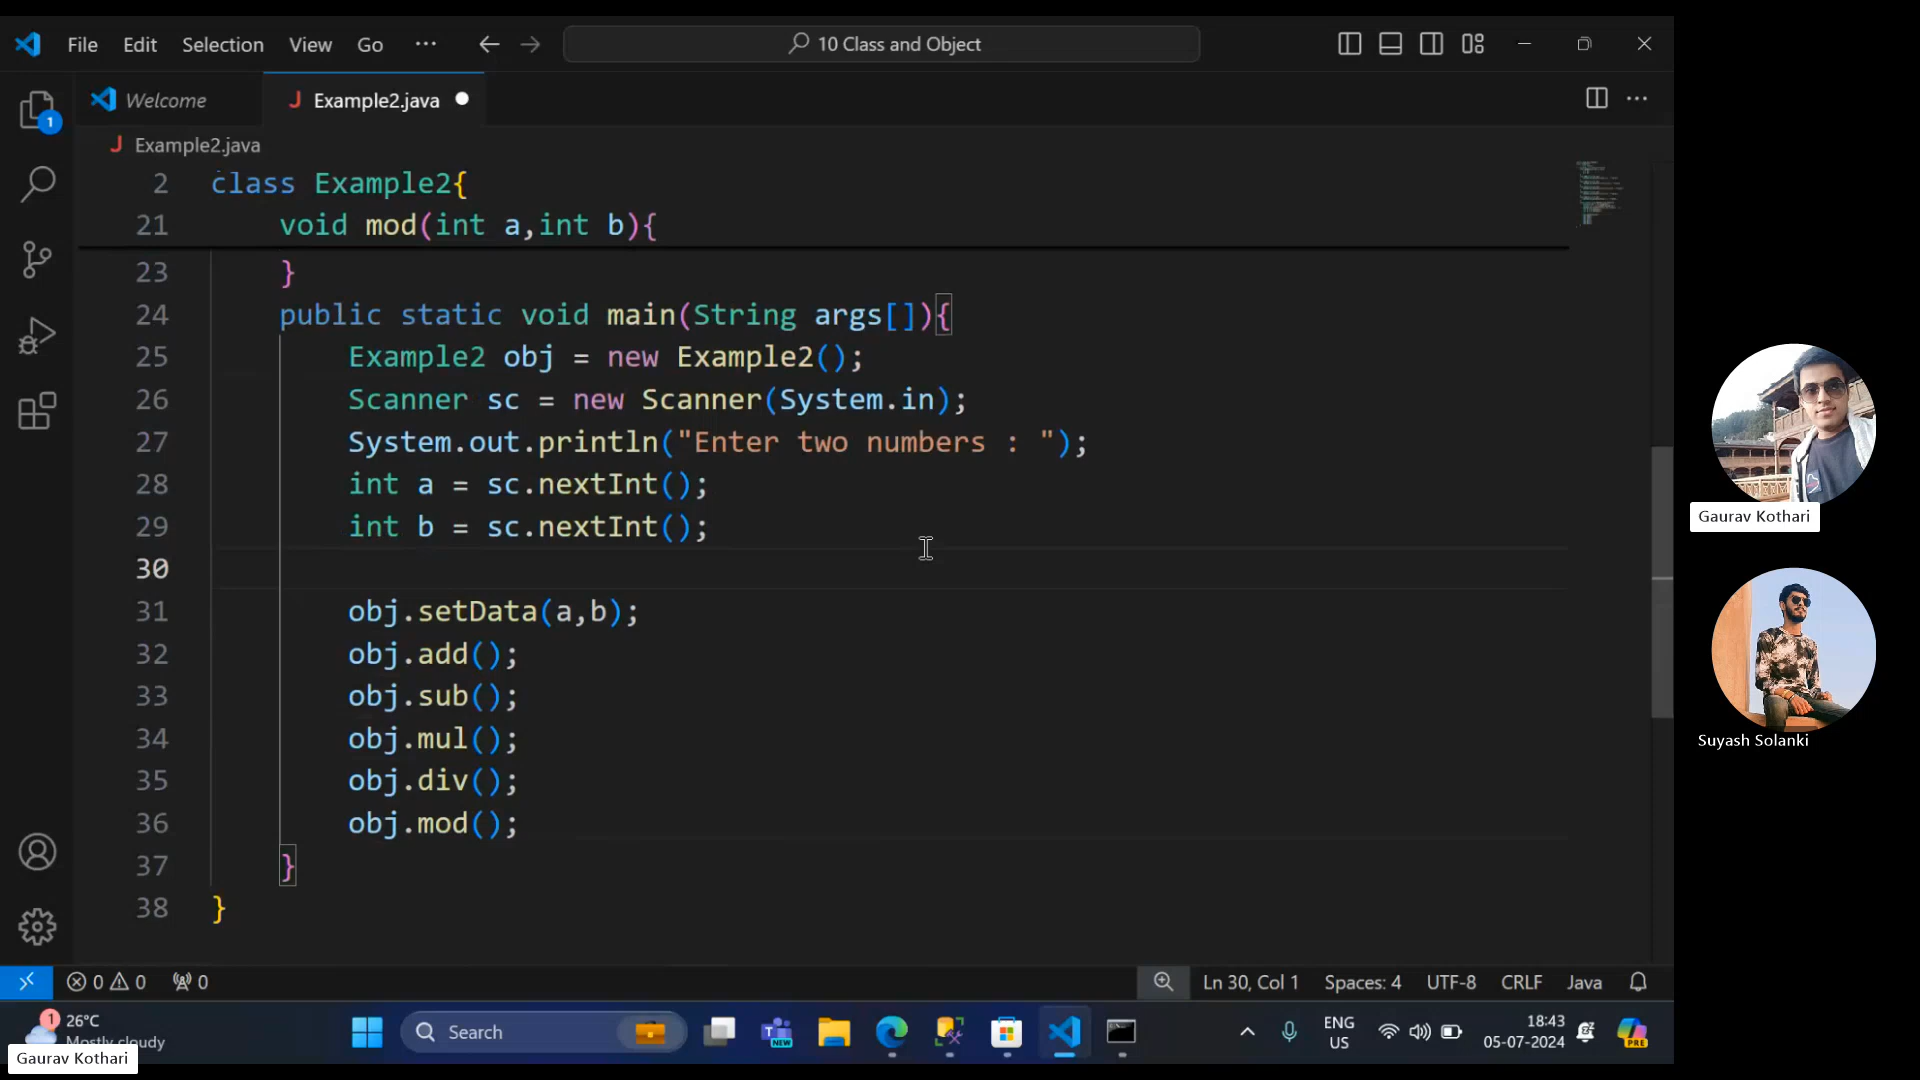 File Edit Selection View Go ··· 10 Class and Object
Welcome Example2.java
Example2.java
2 class Example2{
21 void mod(int a,int b){
23 }
24 public static void main(String args[]){
25 Example2 obj = new Example2();
26 Scanner sc = new Scanner(System.in);
27 System.out.println("Enter two numbers : ");
28 int a = sc.nextInt();
29 int b = sc.nextInt();
30
31 obj.setData(a,b);
32 obj.add();
33 obj.sub();
34 obj.mul();
35 obj.div();
36 obj.mod();
37 }
38 }
1
Gaurav Kothari
Suyash Solanki
0 0 0 Ln 30, Col 1 Spaces: 4 UTF-8 CRLF Java
1 26°C
Mostly cloudy
Search
NEW
ENG
US
18:43
05-07-2024
PRE
Gaurav Kothari